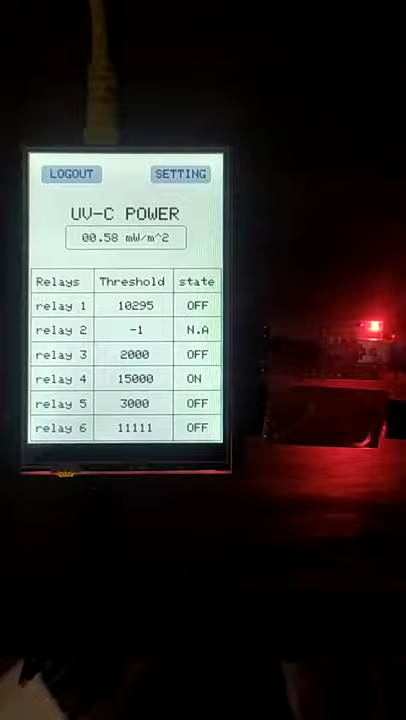 LOGOUT SETTING
UV-C POWER
00.58 mW/m^2
Relays Threshold state
relay 1 10295 OFF
relay 2 -1 N.A
relay 3 2000 OFF
relay 4 15000 ON
relay 5 3000 OFF
relay 6 11111 OFF